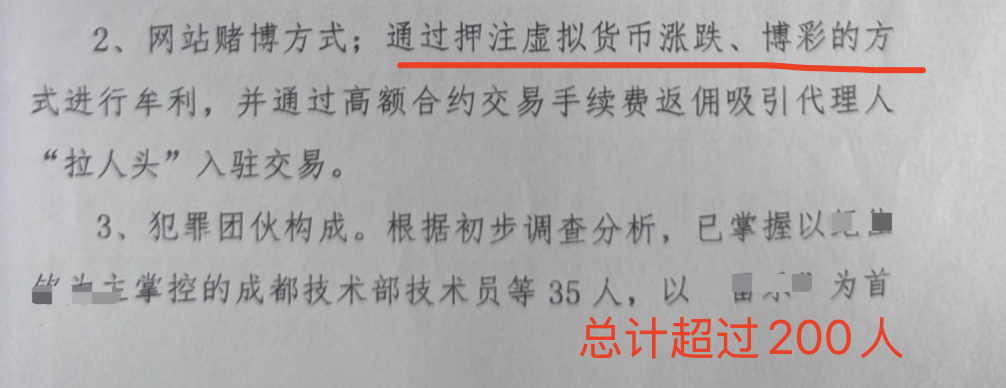 2、网站赌博方式；通过押注虚拟货币涨跌、博彩的方
式进行牟利，并通过高额合约交易手续费返佣吸引代理人
“拉人头”入驻交易。
3、犯罪团伙构成。根据初步调查分析，已掌握以
为主掌控的成都技术部技术员等 35 人，以 ”为首
总计超过200人